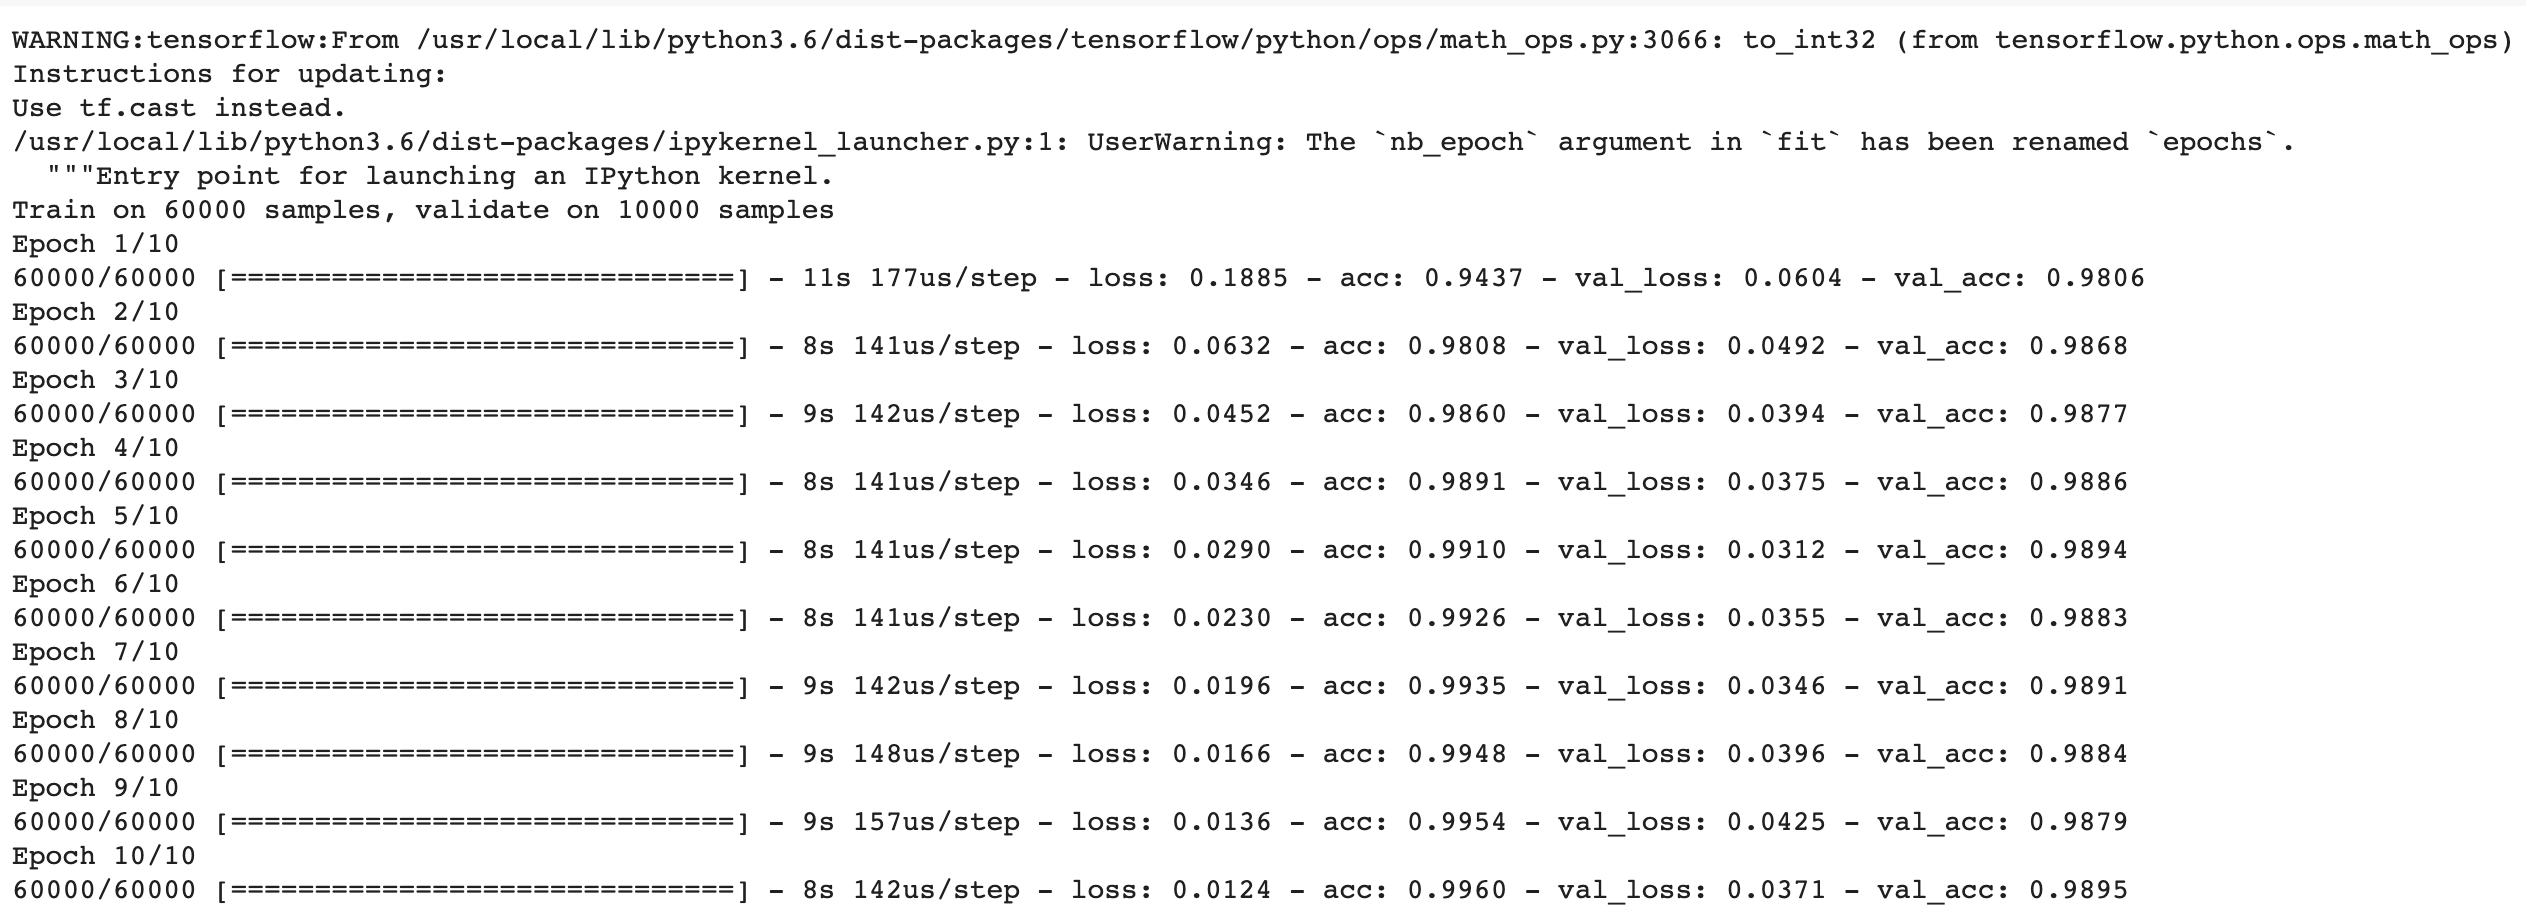 WARNING:tensorflow:From /usr/local/lib/python3.6/dist-packages/tensorflow/python/ops/math_ops.py:3066: to_int32 (from tensorflow.python.ops.math_ops)
Instructions for updating:
Use tf.cast instead.
/usr/local/lib/python3.6/dist-packages/ipykernel_launcher.py:1: UserWarning: The `nb_epoch` argument in `fit` has been renamed `epochs`.
  """Entry point for launching an IPython kernel.
Train on 60000 samples, validate on 10000 samples
Epoch 1/10
60000/60000 [==============================] - 11s 177us/step - loss: 0.1885 - acc: 0.9437 - val_loss: 0.0604 - val_acc: 0.9806
Epoch 2/10
60000/60000 [==============================] - 8s 141us/step - loss: 0.0632 - acc: 0.9808 - val_loss: 0.0492 - val_acc: 0.9868
Epoch 3/10
60000/60000 [==============================] - 9s 142us/step - loss: 0.0452 - acc: 0.9860 - val_loss: 0.0394 - val_acc: 0.9877
Epoch 4/10
60000/60000 [==============================] - 8s 141us/step - loss: 0.0346 - acc: 0.9891 - val_loss: 0.0375 - val_acc: 0.9886
Epoch 5/10
60000/60000 [==============================] - 8s 141us/step - loss: 0.0290 - acc: 0.9910 - val_loss: 0.0312 - val_acc: 0.9894
Epoch 6/10
60000/60000 [==============================] - 8s 141us/step - loss: 0.0230 - acc: 0.9926 - val_loss: 0.0355 - val_acc: 0.9883
Epoch 7/10
60000/60000 [==============================] - 9s 142us/step - loss: 0.0196 - acc: 0.9935 - val_loss: 0.0346 - val_acc: 0.9891
Epoch 8/10
60000/60000 [==============================] - 9s 148us/step - loss: 0.0166 - acc: 0.9948 - val_loss: 0.0396 - val_acc: 0.9884
Epoch 9/10
60000/60000 [==============================] - 9s 157us/step - loss: 0.0136 - acc: 0.9954 - val_loss: 0.0425 - val_acc: 0.9879
Epoch 10/10
60000/60000 [==============================] - 8s 142us/step - loss: 0.0124 - acc: 0.9960 - val_loss: 0.0371 - val_acc: 0.9895